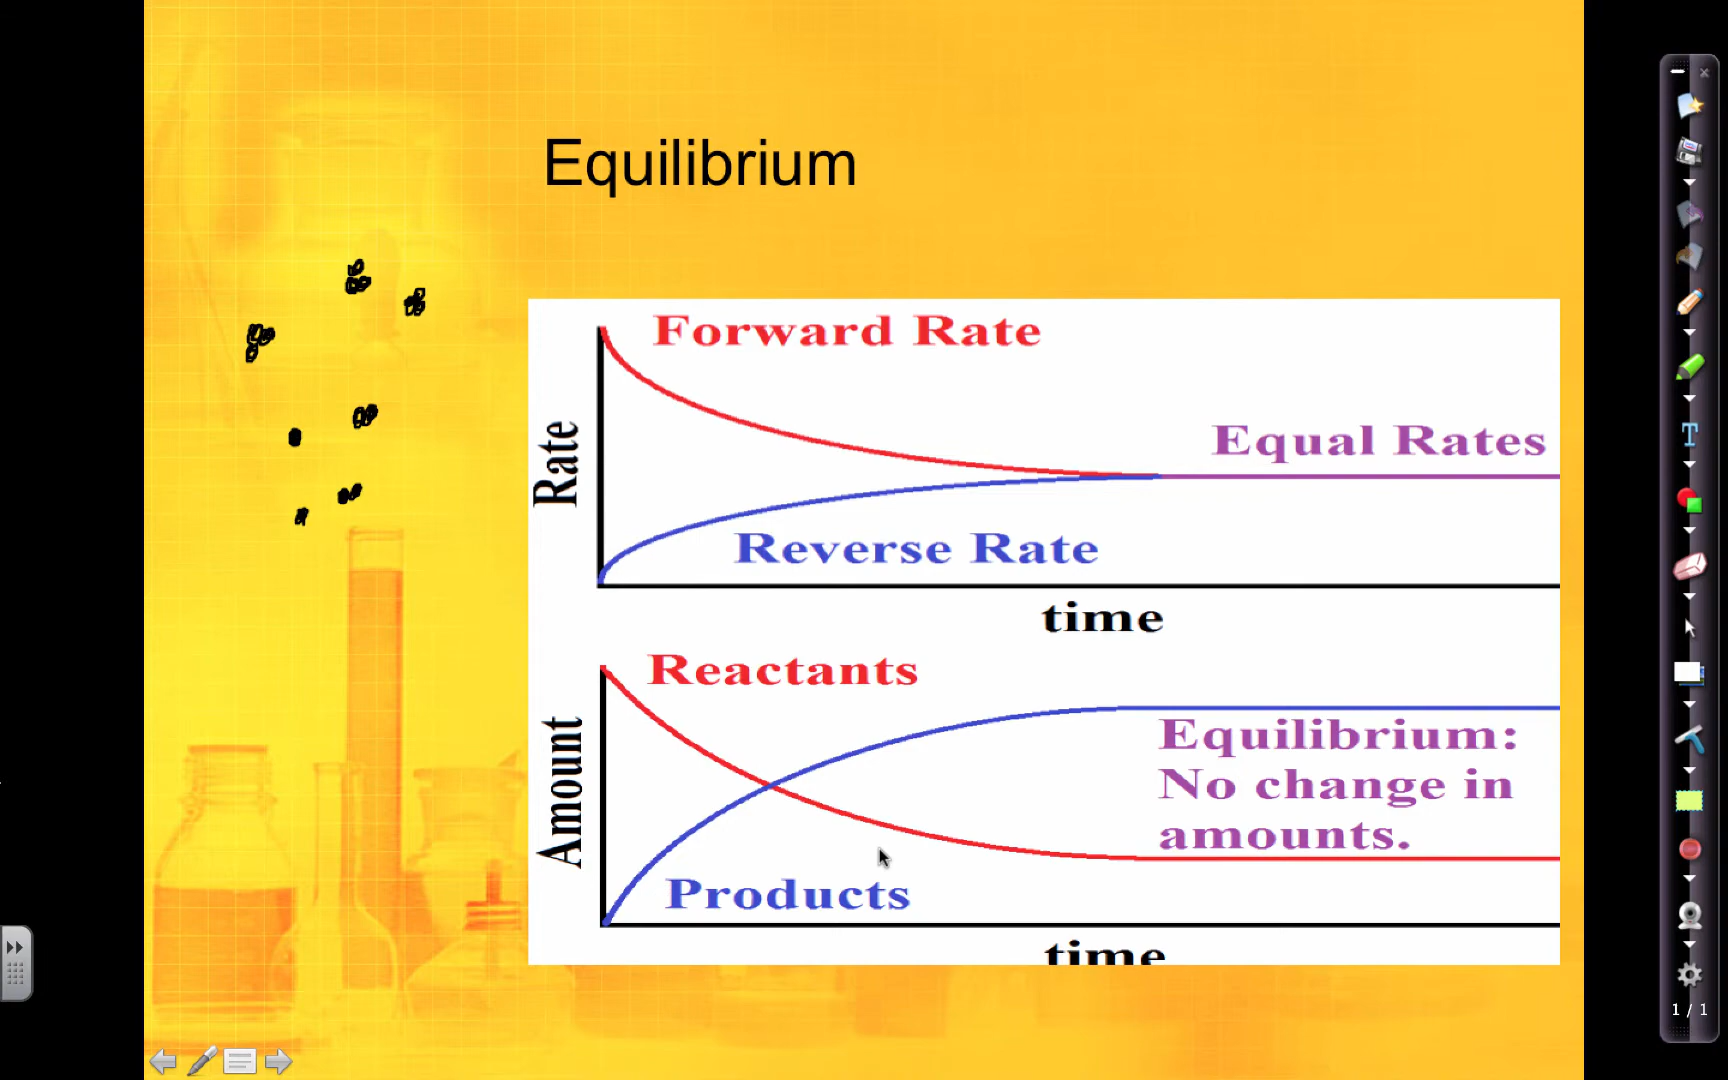 Equilibrium
Forward Rate
Rate
Equal Rates
Reverse Rate
time
Reactants
Amount
Equilibrium:
No change in
amounts.
Products
time
T
1 / 1